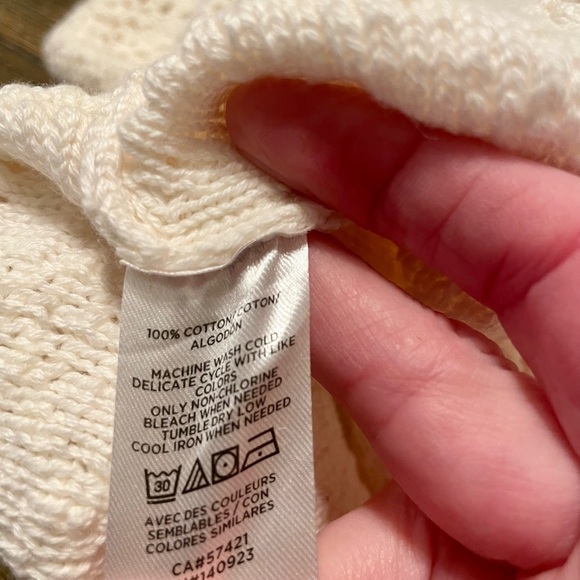 100% COTTON/COTON/
ALGODÓN
MACHINE WASH COLD
DELICATE CYCLE WITH LIKE
COLORS
ONLY NON-CHLORINE
BLEACH WHEN NEEDED
TUMBLE DRY LOW
COOL IRON WHEN NEEDED
30
AVEC DES COULEURS
SEMBLABLES/CON
COLORES SIMILARES
CA#57421
#140923